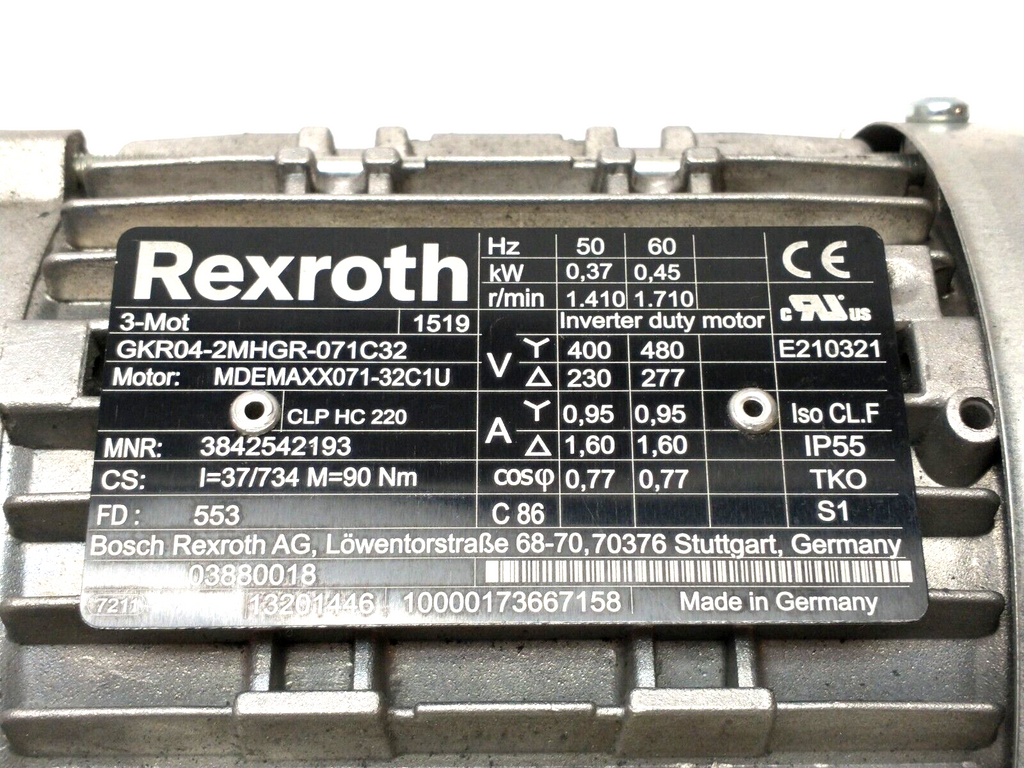 Rexroth
3-Mot 1519
GKR04-2MHGR-071C32
Motor: MDEMAXX071-32C1U
CLP HC 220
MNR: 3842542193
CS: I=37/734 M=90 Nm
FD: 553
Hz 50 60
kW 0,37 0,45
r/min 1.410 1.710
Inverter duty motor
V Y 400 480
△ 230 277
A Y 0,95 0,95
△ 1,60 1,60
cosφ 0,77 0,77
C 86
CE
c RU us
E210321
Iso CL.F
IP55
TKO
S1
Bosch Rexroth AG, Löwentorstraße 68-70,70376 Stuttgart, Germany
03880018
13201446 10000173667158 Made in Germany